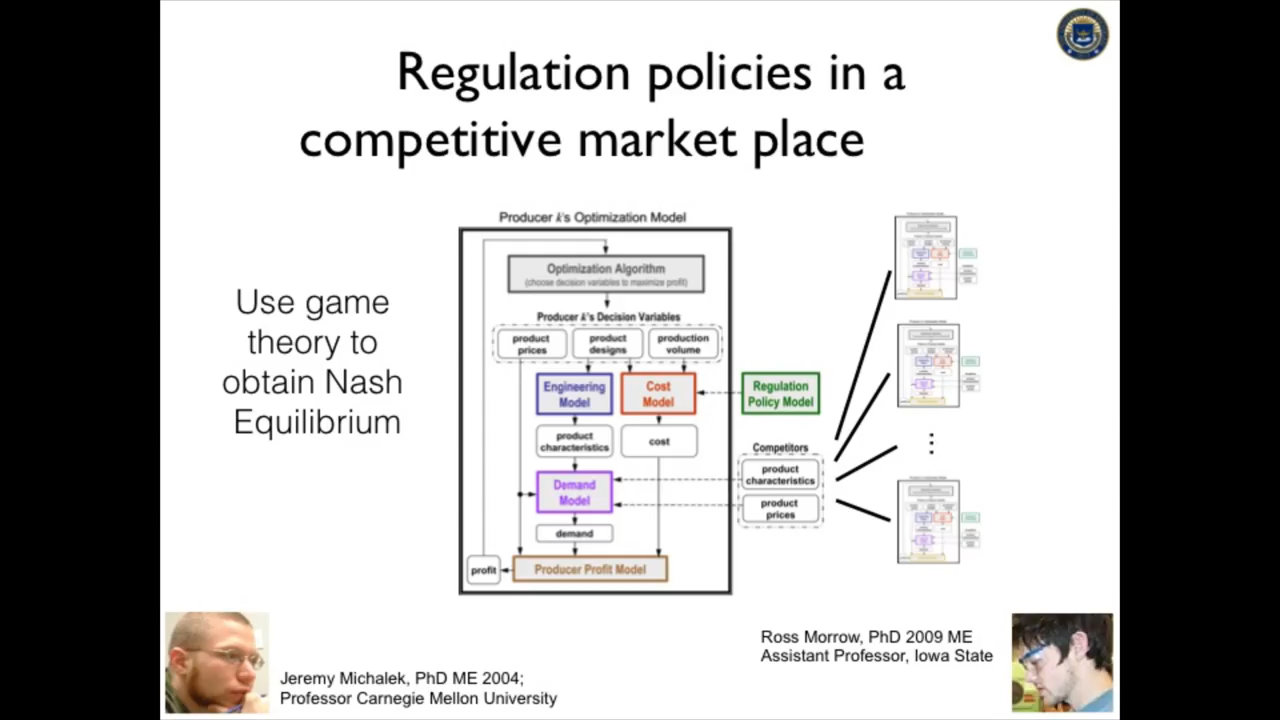 Regulation policies in a
competitive market place
Use game
theory to
obtain Nash
Equilibrium
Producer k's Optimization Model
Optimization Algorithm
(choose decision variables to maximize profit)
Producer k's Decision Variables
product
prices
product
designs
production
volume
Engineering
Model
Cost
Model
Regulation
Policy Model
product
characteristics
cost
Competitors
product
characteristics
product
prices
Demand
Model
demand
profit
Producer Profit Model
Jeremy Michalek, PhD ME 2004;
Professor Carnegie Mellon University
Ross Morrow, PhD 2009 ME
Assistant Professor, Iowa State